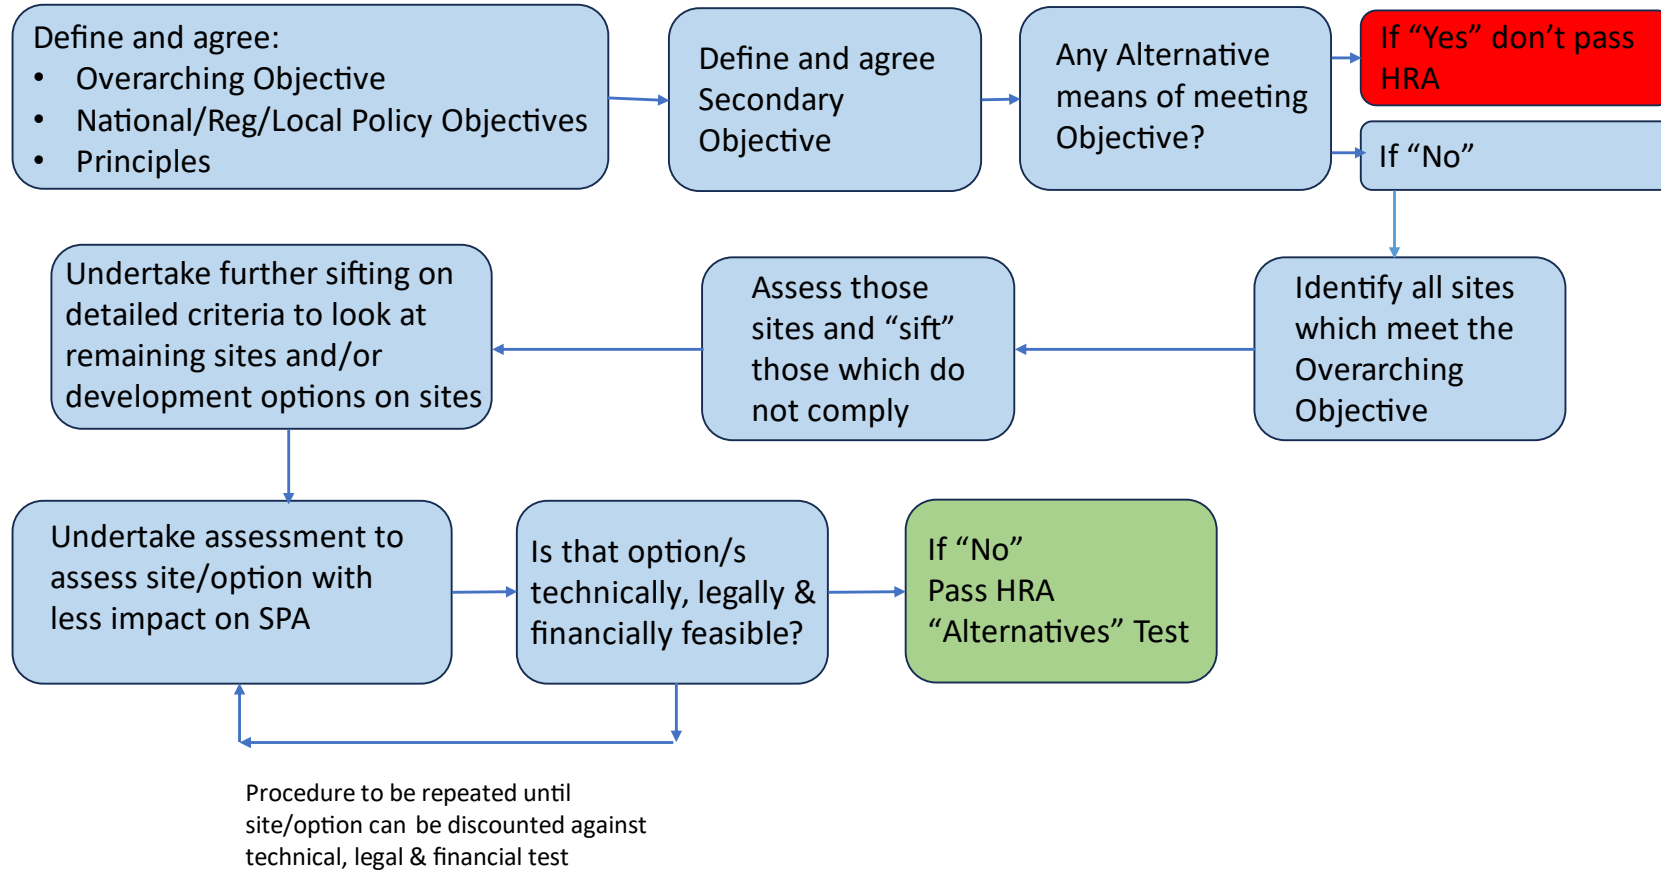 Define and agree:
• Overarching Objective
• National/Reg/Local Policy Objectives
• Principles
Define and agree
Secondary
Objective
Any Alternative
means of meeting
Objective?
If “Yes” don’t pass
HRA
If “No”
Identify all sites
which meet the
Overarching
Objective
Assess those
sites and “sift”
those which do
not comply
Undertake further sifting on
detailed criteria to look at
remaining sites and/or
development options on sites
Undertake assessment to
assess site/option with
less impact on SPA
Is that option/s
technically, legally &
financially feasible?
If “No”
Pass HRA
“Alternatives” Test
Procedure to be repeated until
site/option can be discounted against
technical, legal & financial test